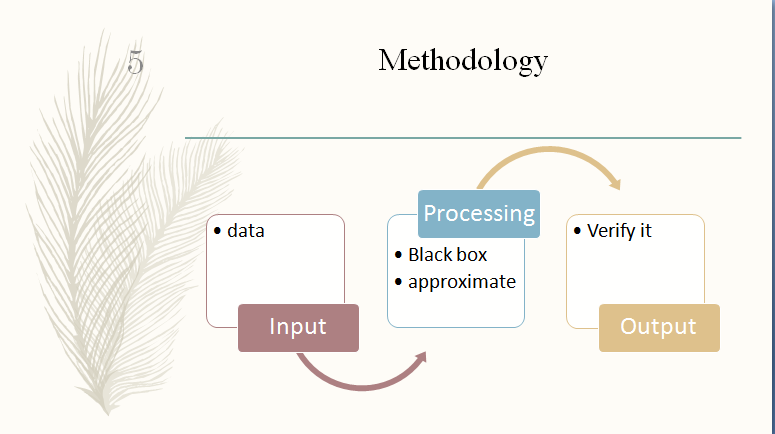 5
Methodology
• data
Input
Processing
• Black box
• approximate
• Verify it
Output